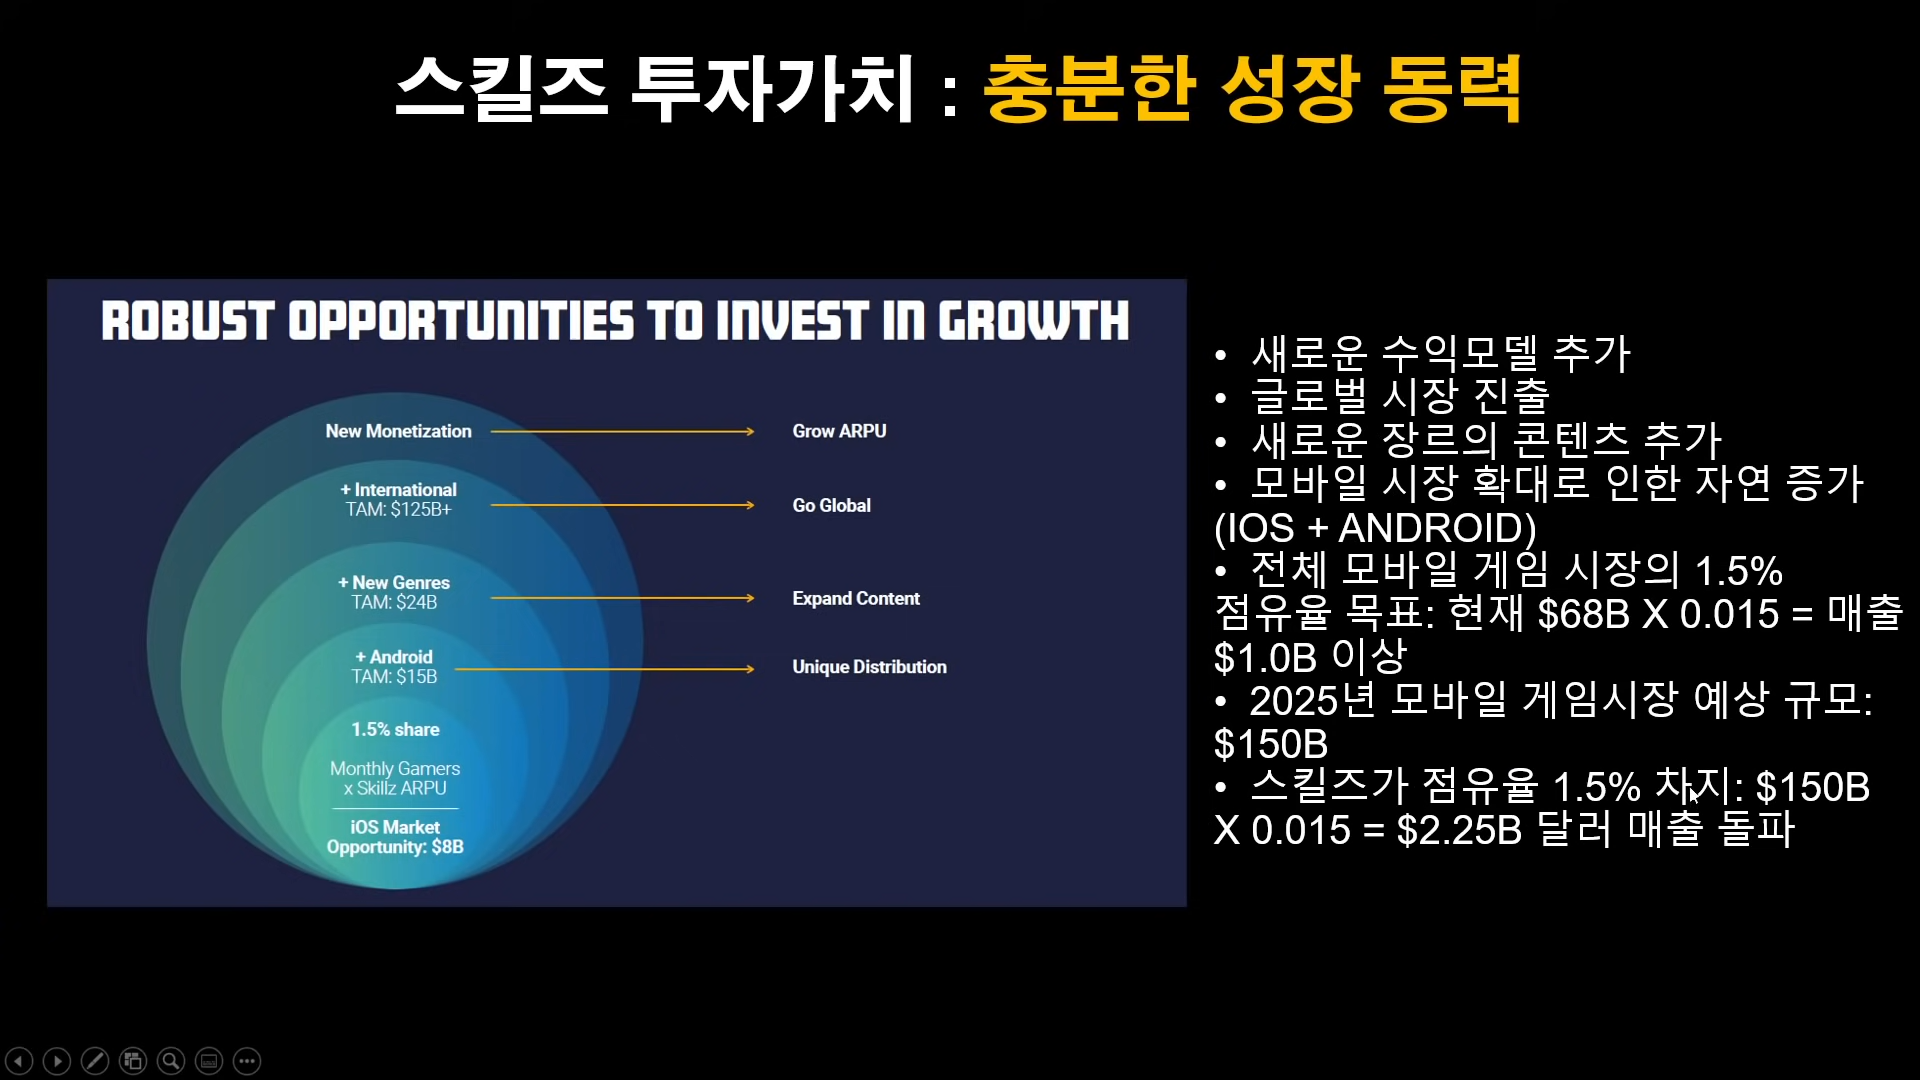 스킬즈 투자가치 : 충분한 성장 동력
ROBUST OPPORTUNITIES TO INVEST IN GROWTH
New Monetization
Grow ARPU
+ International
TAM: $125B+
Go Global
+ New Genres
TAM: $24B
Expand Content
+ Android
TAM: $15B
Unique Distribution
1.5% share
Monthly Gamers
x Skillz ARPU
iOS Market
Opportunity: $8B
• 새로운 수익모델 추가
• 글로벌 시장 진출
• 새로운 장르의 콘텐츠 추가
• 모바일 시장 확대로 인한 자연 증가
(IOS + ANDROID)
• 전체 모바일 게임 시장의 1.5%
점유율 목표: 현재 $68B X 0.015 = 매출
$1.0B 이상
• 2025년 모바일 게임시장 예상 규모:
$150B
• 스킬즈가 점유율 1.5% 차지: $150B
X 0.015 = $2.25B 달러 매출 돌파